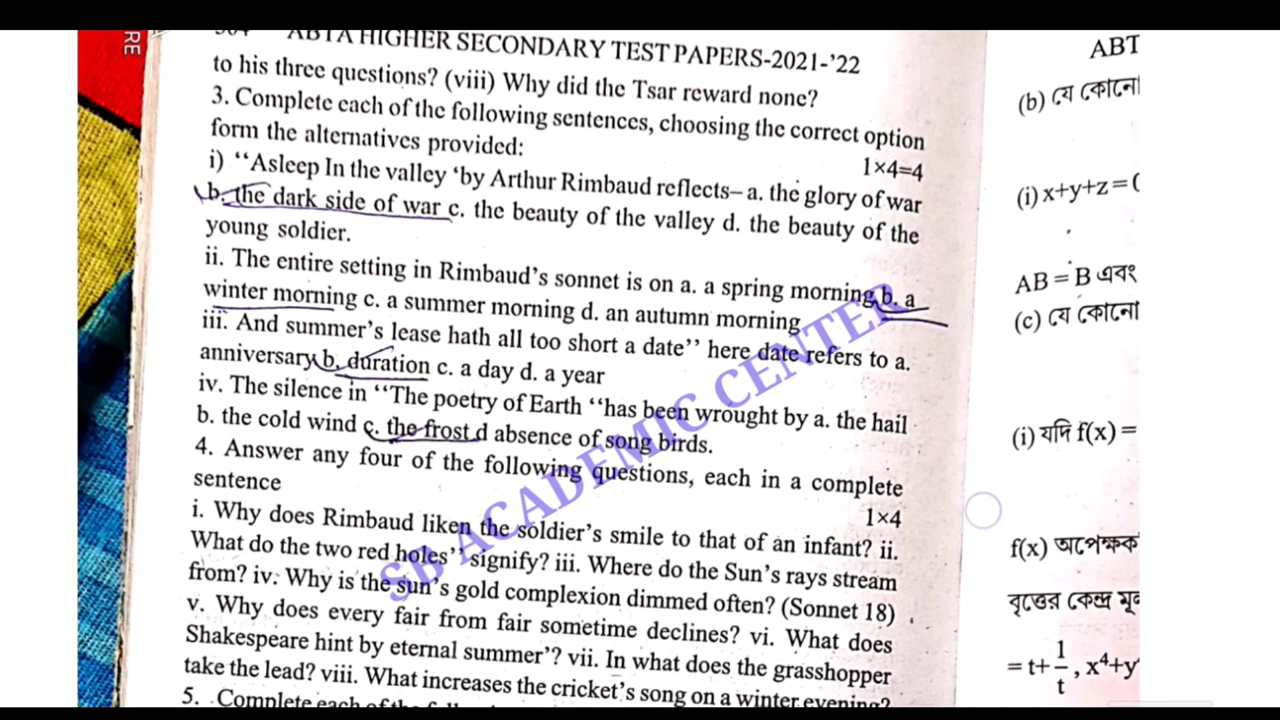 RE
ABTA HIGHER SECONDARY TEST PAPERS-2021-'22
to his three questions? (viii) Why did the Tsar reward none?
3. Complete each of the following sentences, choosing the correct option
form the alternatives provided:
1×4=4
i) ‘‘Asleep In the valley ‘by Arthur Rimbaud reflects– a. the glory of war
b. the dark side of war c. the beauty of the valley d. the beauty of the
young soldier.
ii. The entire setting in Rimbaud's sonnet is on a. a spring morning b. a
winter morning c. a summer morning d. an autumn morning
iii. And summer's lease hath all too short a date’’ here date refers to a.
anniversary b. duration c. a day d. a year
iv. The silence in ‘‘The poetry of Earth ‘‘has been wrought by a. the hail
b. the cold wind c. the frost d absence of song birds.
4. Answer any four of the following questions, each in a complete
sentence
1×4
i. Why does Rimbaud liken the soldier's smile to that of an infant? ii.
What do the two red holes’’ signify? iii. Where do the Sun's rays stream
from? iv. Why is the sun's gold complexion dimmed often? (Sonnet 18)
v. Why does every fair from fair sometime declines? vi. What does
Shakespeare hint by eternal summer’? vii. In what does the grasshopper
take the lead? viii. What increases the cricket's song on a winter evening?
5. Complete each of the
SB ACADEMIC CENTER
ABT
(b) যে কোনো
(i) x+y+z=
AB = B এবং
(c) যে কোনো
(i) যদি f(x) =
f(x) অপেক্ষক
বৃত্তের কেন্দ্র
= t+1/t, x⁴+y